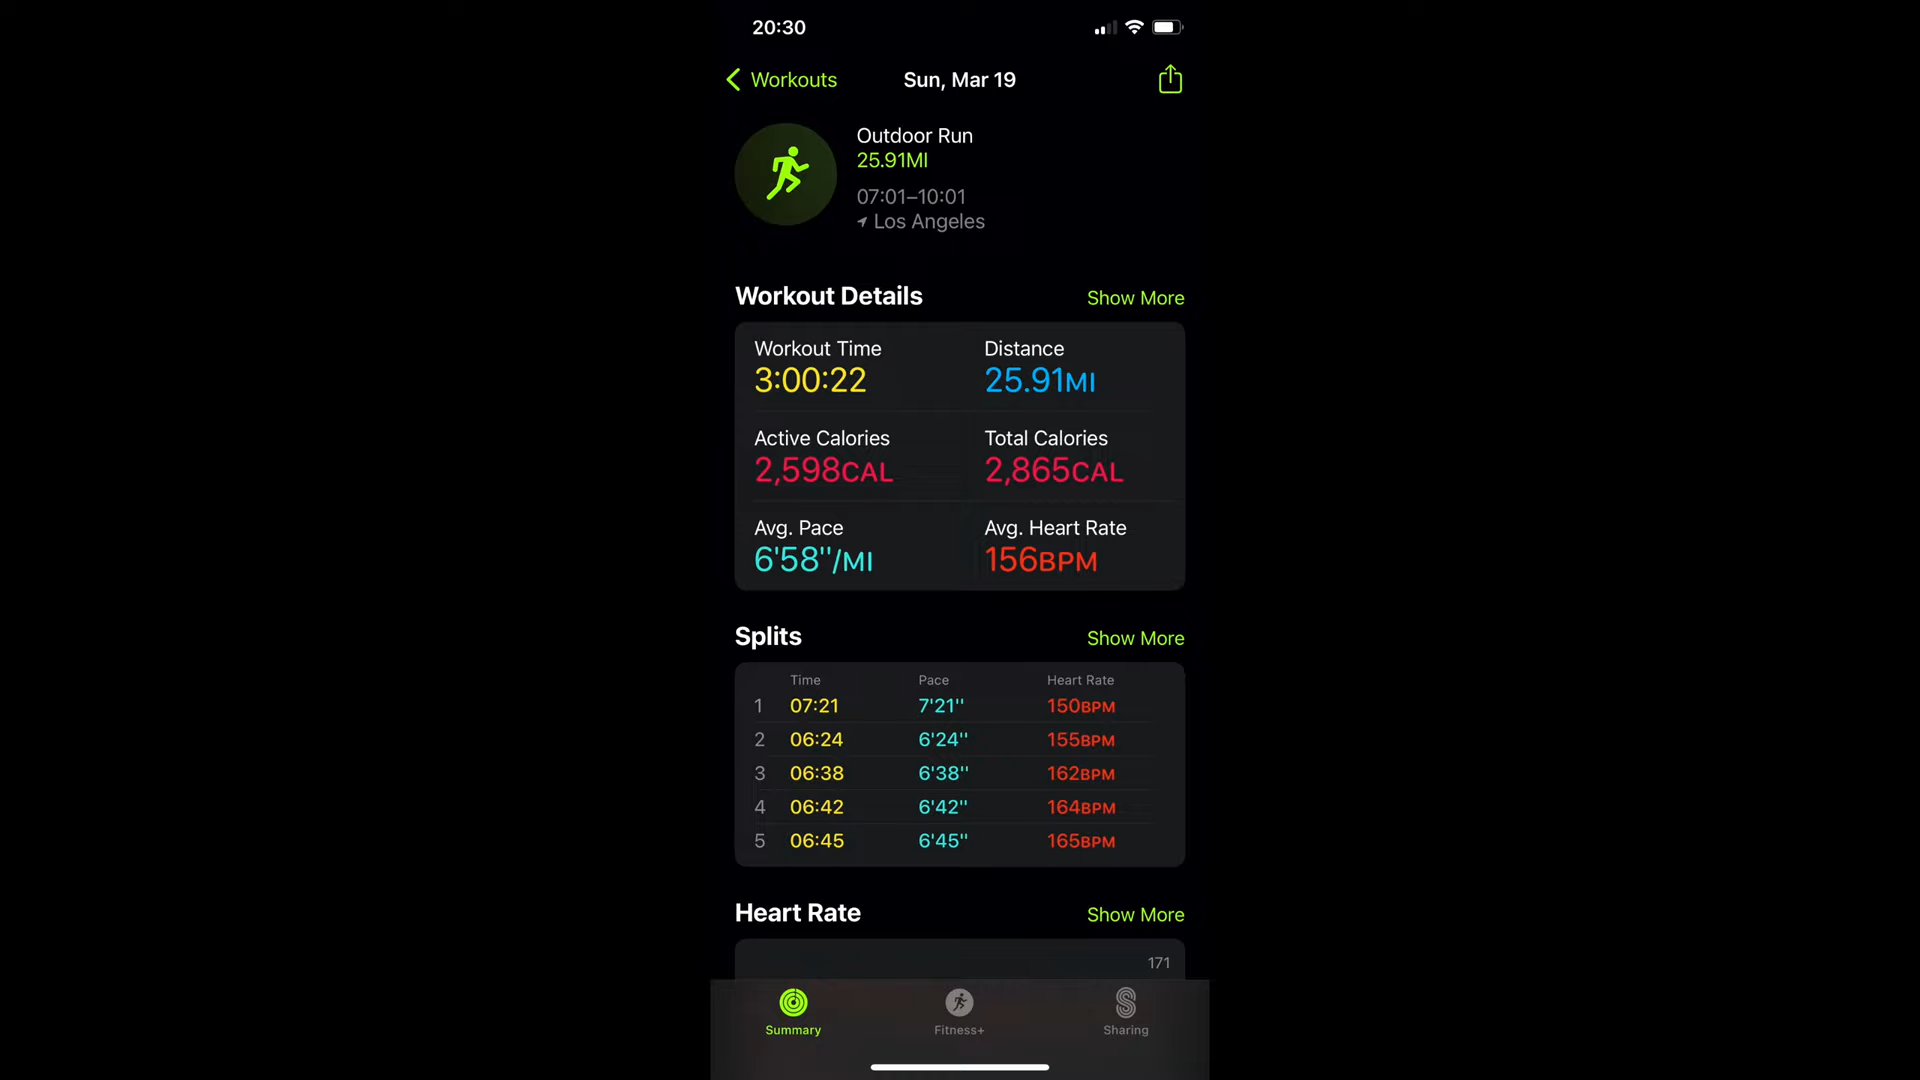 20:30
Workouts
Sun, Mar 19
Outdoor Run
25.91MI
07:01–10:01
Los Angeles
Workout Details
Show More
Workout Time
Distance
3:00:22
25.91MI
Active Calories
Total Calories
2,598CAL
2,865CAL
Avg. Pace
Avg. Heart Rate
6'58''/MI
156BPM
Splits
Show More
Time Pace Heart Rate
1 07:21 7'21'' 150BPM
2 06:24 6'24'' 155BPM
3 06:38 6'38'' 162BPM
4 06:42 6'42'' 164BPM
5 06:45 6'45'' 165BPM
Heart Rate
Show More
171
Summary
Fitness+
Sharing